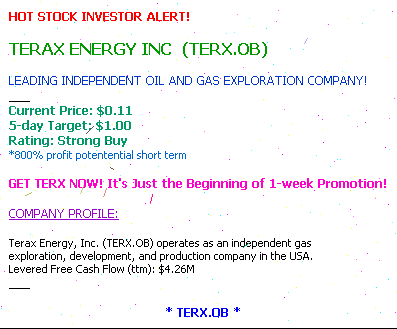 HOT STOCK INVESTOR ALERT!
TERAX ENERGY INC (TERX.OB)
LEADING INDEPENDENT OIL AND GAS EXPLORATION COMPANY!
Current Price: $0.11
5-day Target: $1.00
Rating: Strong Buy
*800% profit potentential short term
GET TERX NOW! It's Just the Beginning of 1-week Promotion!
COMPANY PROFILE:
Terax Energy, Inc. (TERX.OB) operates as an independent gas
exploration, development, and production company in the USA.
Levered Free Cash Flow (ttm): $4.26M
* TERX.OB *